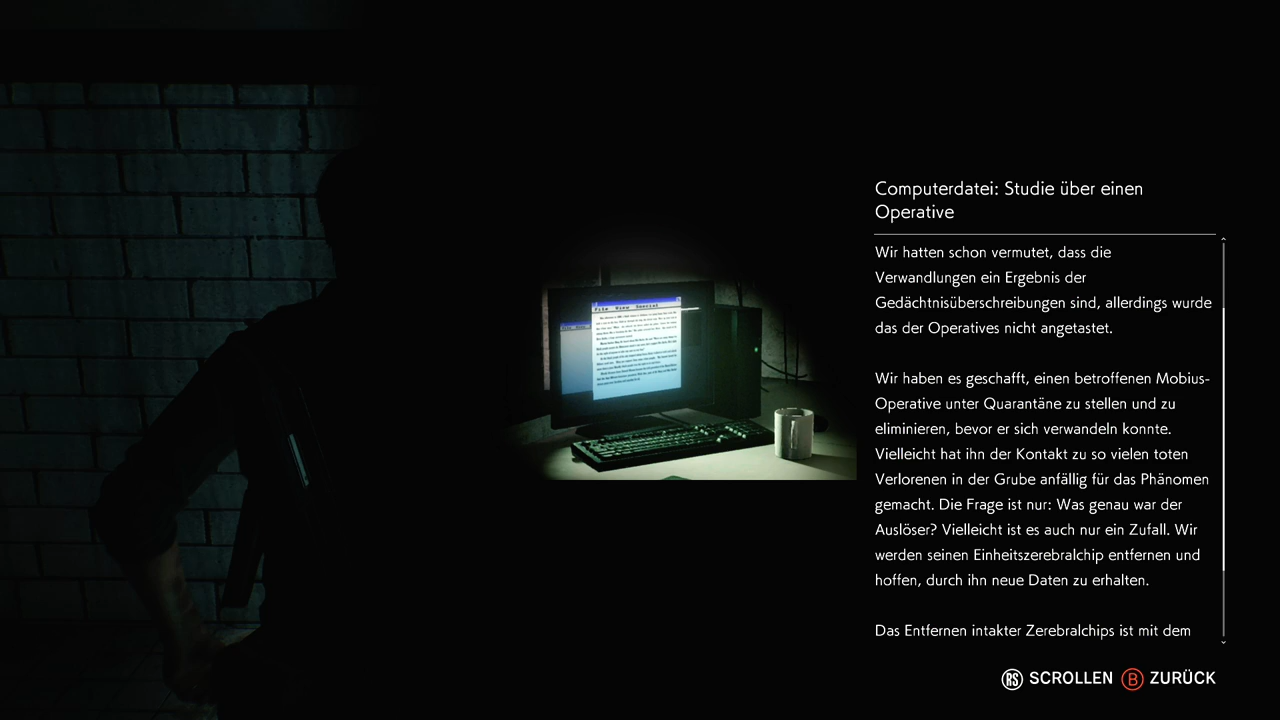 Computerdatei: Studie über einen
Operative
Wir hatten schon vermutet, dass die
Verwandlungen ein Ergebnis der
Gedächtnisüberschreibungen sind, allerdings wurde
das der Operatives nicht angetastet.
Wir haben es geschafft, einen betroffenen Mobius-
Operative unter Quarantäne zu stellen und zu
eliminieren, bevor er sich verwandeln konnte.
Vielleicht hat ihn der Kontakt zu so vielen toten
Verlorenen in der Grube anfällig für das Phänomen
gemacht. Die Frage ist nur: Was genau war der
Auslöser? Vielleicht ist es auch nur ein Zufall. Wir
werden seinen Einheitszerebralchip entfernen und
hoffen, durch ihn neue Daten zu erhalten.
Das Entfernen intakter Zerebralchips ist mit dem
File View Special
RS SCROLLEN B ZURÜCK